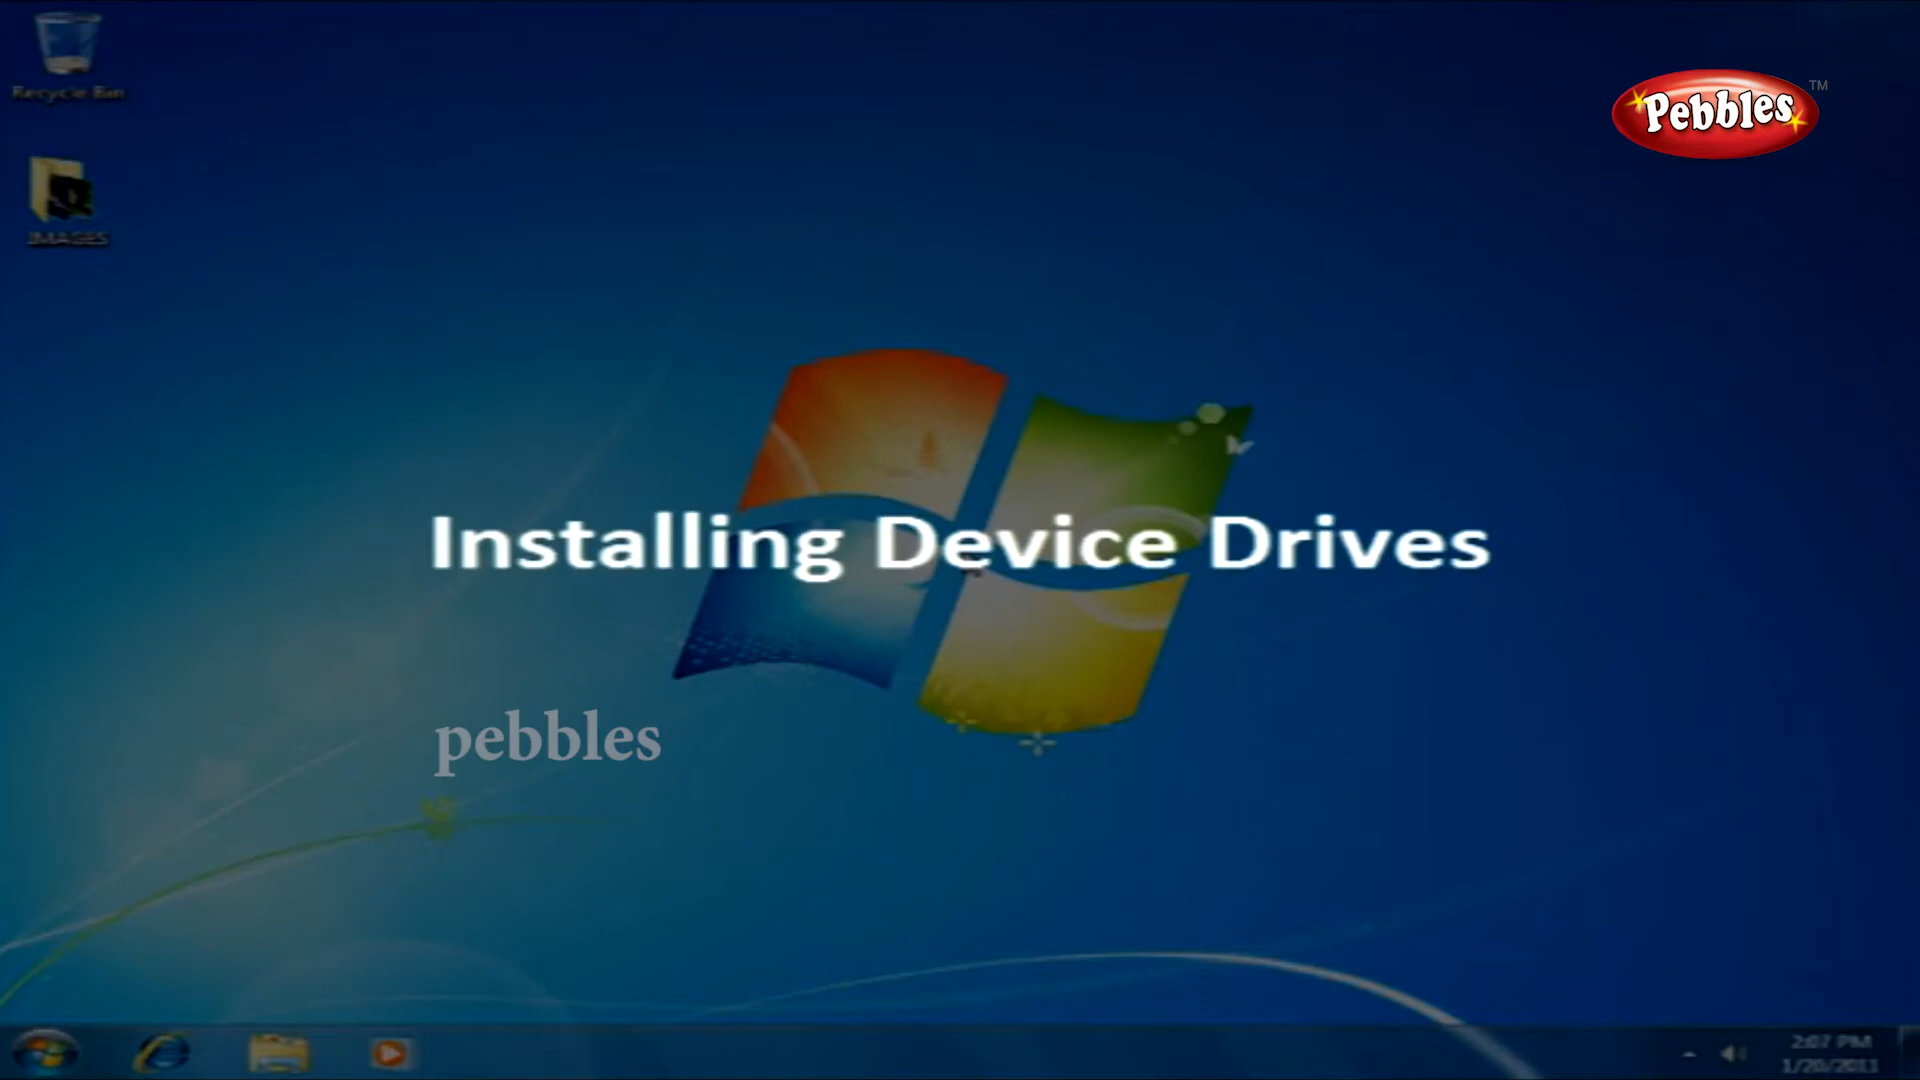 Recycle Bin
Pebbles TM
IMAGES
Installing Device Drives
pebbles
2:07 PM
1/20/2011